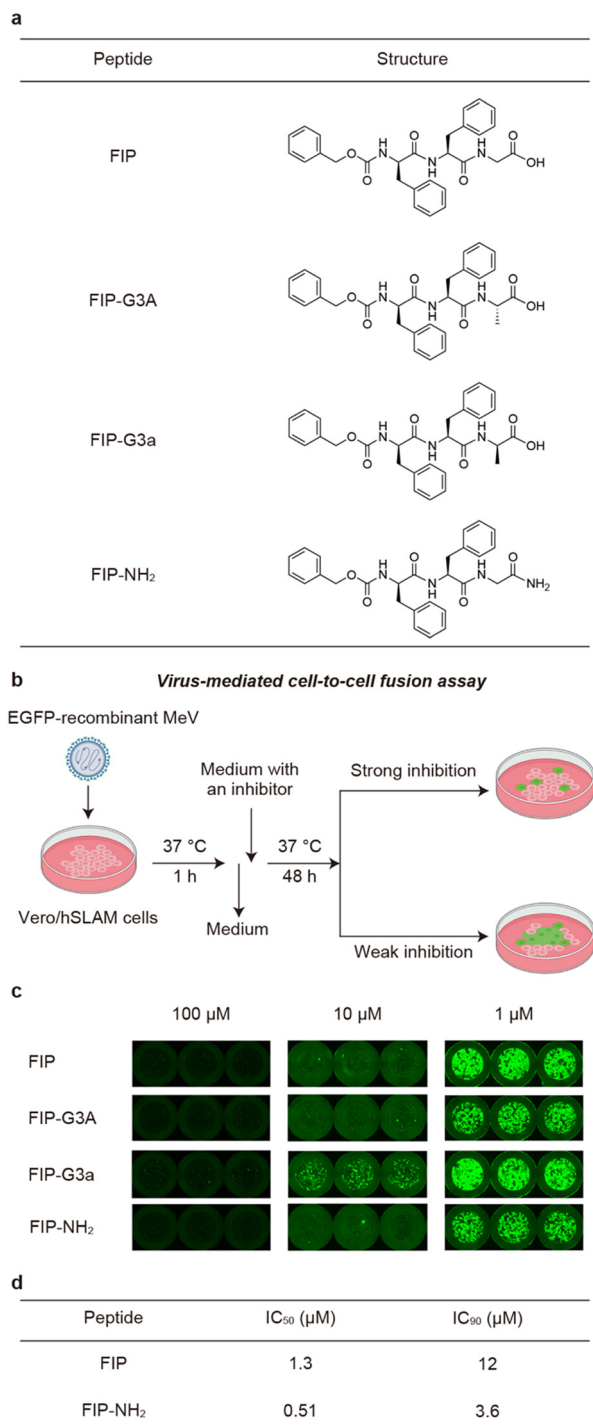 a
Peptide Structure
FIP
FIP-G3A
FIP-G3a
FIP-NH₂
b
Virus-mediated cell-to-cell fusion assay
EGFP-recombinant MeV
Medium with
an inhibitor
Strong inhibition
37 °C
1 h
37 °C
48 h
Vero/hSLAM cells
Medium
Weak inhibition
c
100 µM 10 µM 1 µM
FIP
FIP-G3A
FIP-G3a
FIP-NH₂
d
Peptide IC₅₀ (µM) IC₉₀ (µM)
FIP 1.3 12
FIP-NH₂ 0.51 3.6